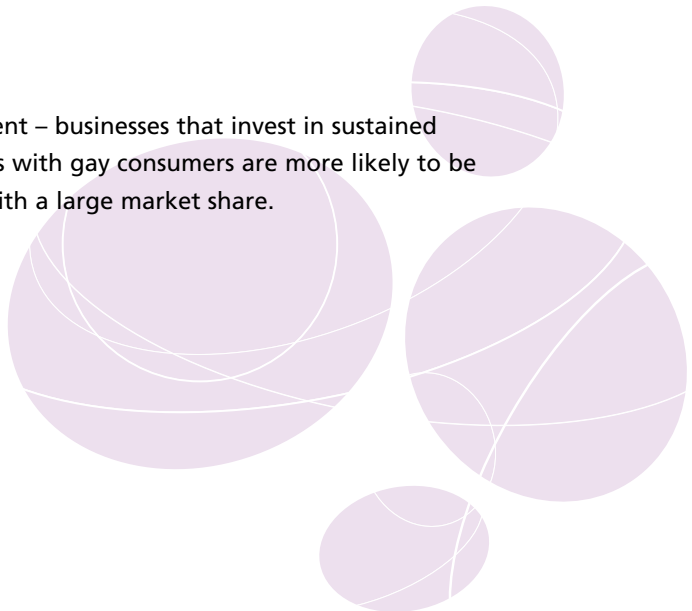 ent – businesses that invest in sustained
s with gay consumers are more likely to be
ith a large market share.